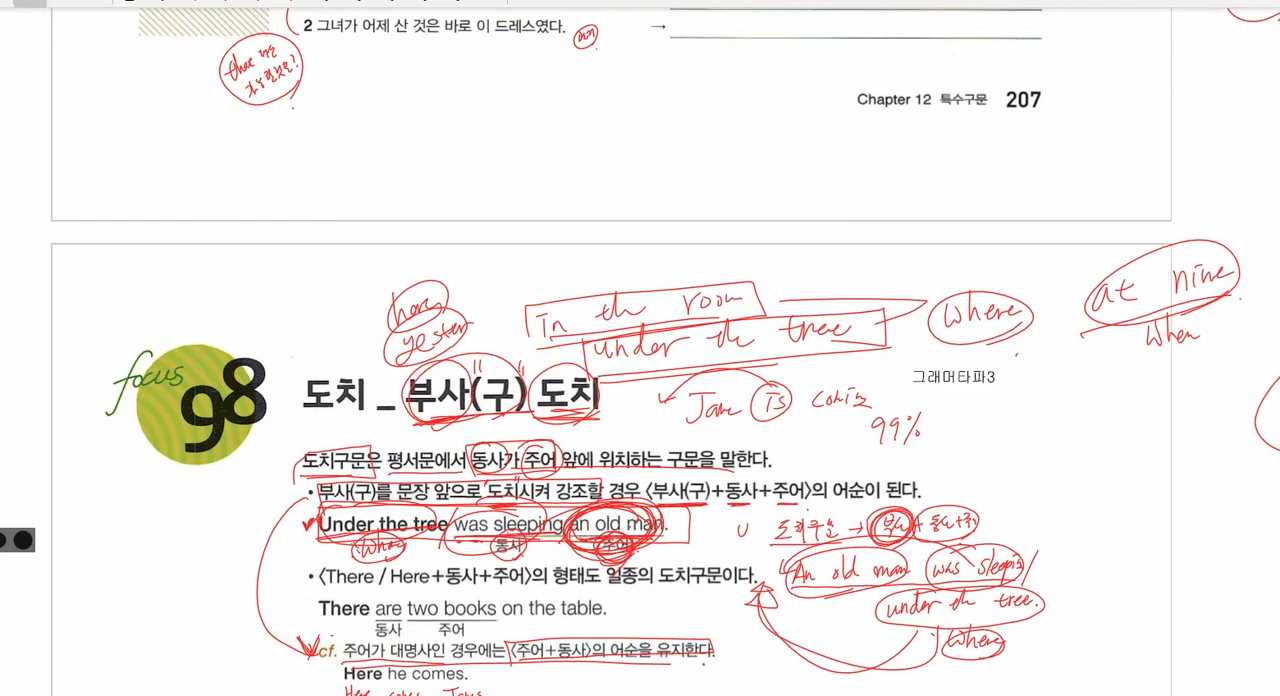 2 그녀가 어제 산 것은 바로 이 드레스였다. →
that
Chapter 12 특수구문 207
at nine
when
here
yester
In the room
where
under the tree
focus
98
도치 _ 부사(구) 도치
그래머타파3
Jane is
99%
도치구문은 평서문에서 동사가 주어 앞에 위치하는 구문을 말한다.
• 부사(구)를 문장 앞으로 도치시켜 강조할 경우 〈부사(구)+동사+주어〉의 어순이 된다.
Under the tree was sleeping an old man.
동사 주어
도치구문 → 부사+동사+주어
"An old man was sleeping/
under the tree.
where
• 〈There / Here+동사+주어〉의 형태도 일종의 도치구문이다.
There are two books on the table.
동사 주어
cf. 주어가 대명사인 경우에는 〈주어+동사〉의 어순을 유지한다.
Here he comes.
Here comes